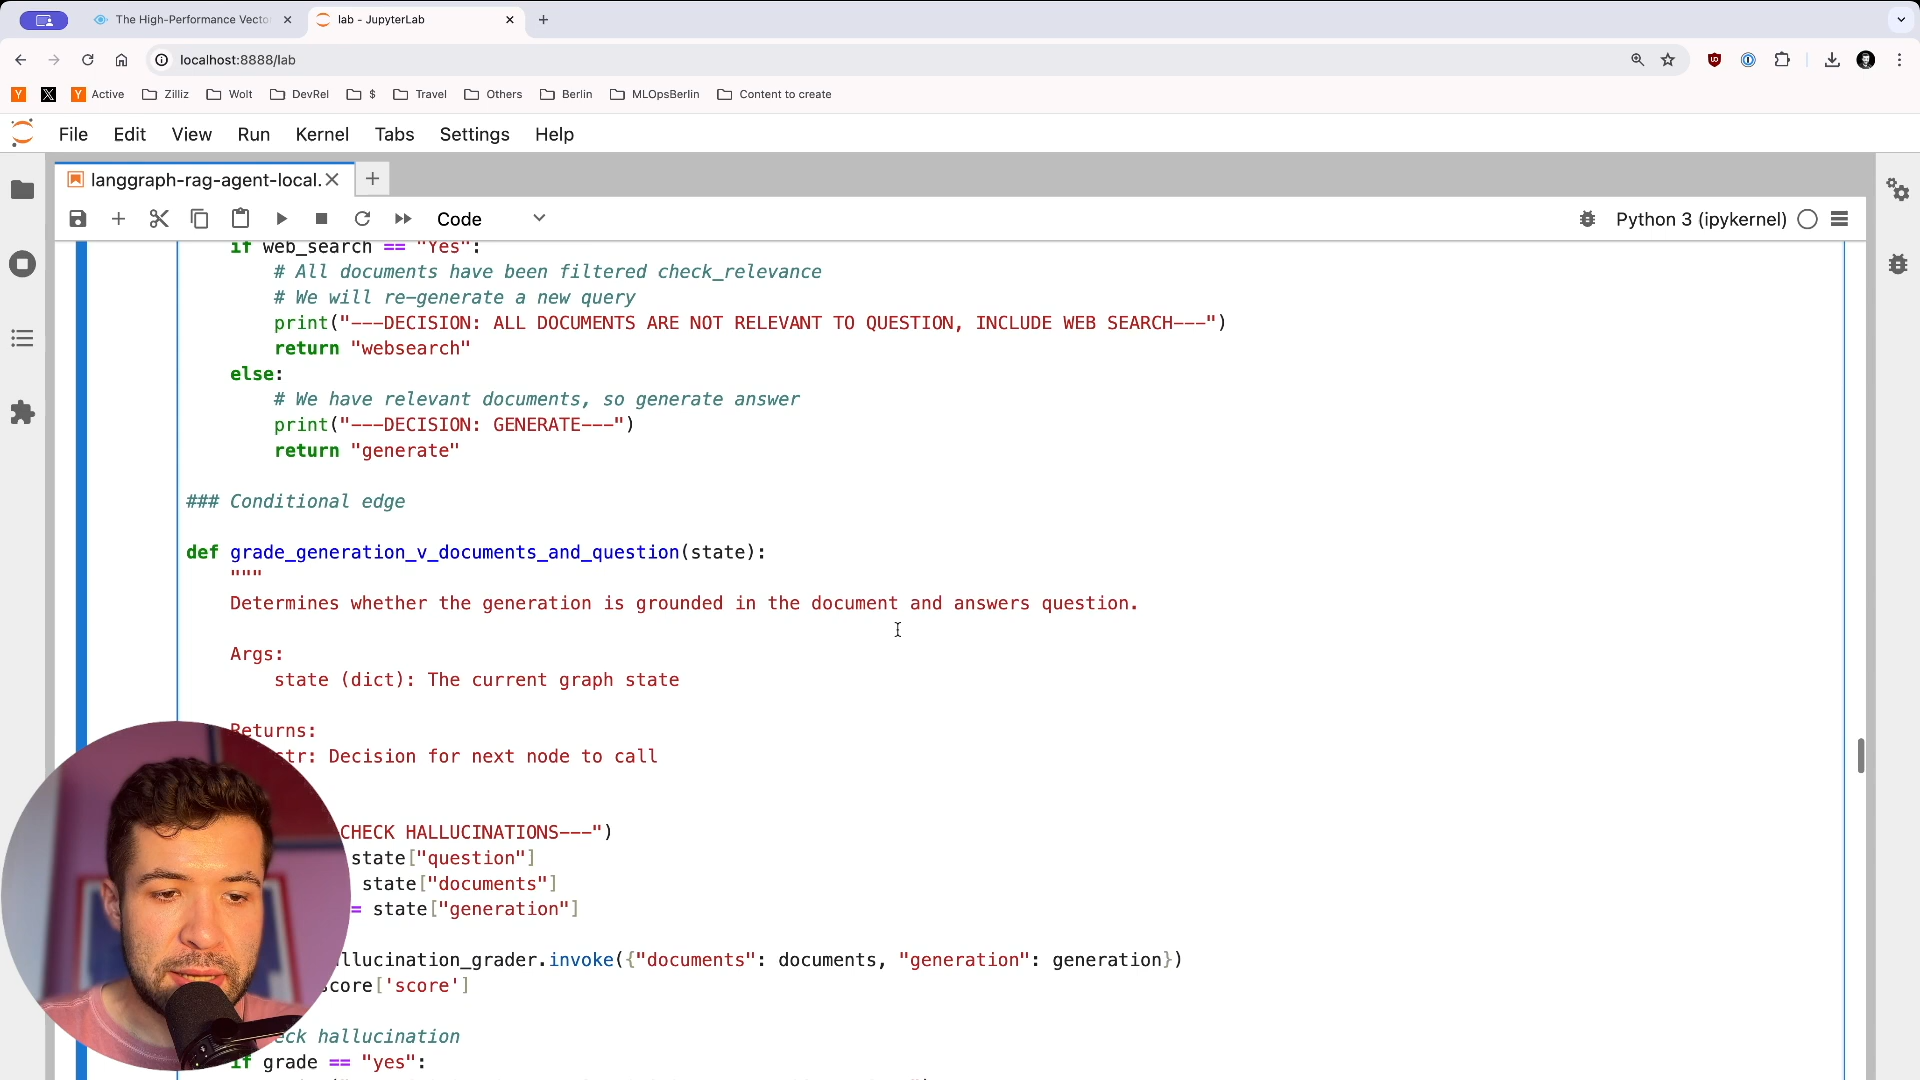 The High-Performance Vecto
lab - JupyterLab
localhost:8888/lab
Active
Zilliz
Wolt
DevRel
$
Travel
Others
Berlin
MLOpsBerlin
Content to create
File
Edit
View
Run
Kernel
Tabs
Settings
Help
langgraph-rag-agent-local.
Code
Python 3 (ipykernel)
if web_search == "Yes":
# All documents have been filtered check_relevance
# We will re-generate a new query
print("---DECISION: ALL DOCUMENTS ARE NOT RELEVANT TO QUESTION, INCLUDE WEB SEARCH---")
return "websearch"
else:
# We have relevant documents, so generate answer
print("---DECISION: GENERATE---")
return "generate"
### Conditional edge
def grade_generation_v_documents_and_question(state):
"""
Determines whether the generation is grounded in the document and answers question.
Args:
state (dict): The current graph state
Returns:
str: Decision for next node to call
CHECK HALLUCINATIONS---")
state["question"]
state["documents"]
= state["generation"]
llucination_grader.invoke({"documents": documents, "generation": generation})
score['score']
eck hallucination
if grade == "yes":